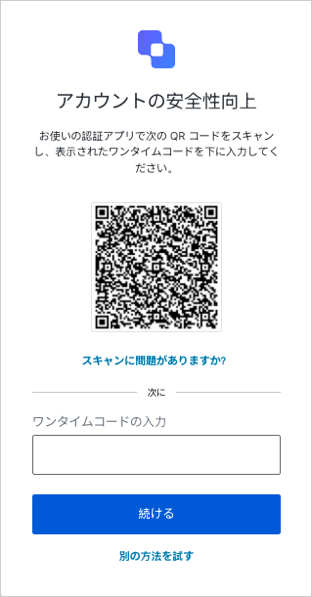 アカウントの安全性向上
お使いの認証アプリで次の QR コードをスキャン
し、表示されたワンタイムコードを下に入力してく
ださい。
スキャンに問題がありますか?
次に
ワンタイムコードの入力
続ける
別の方法を試す